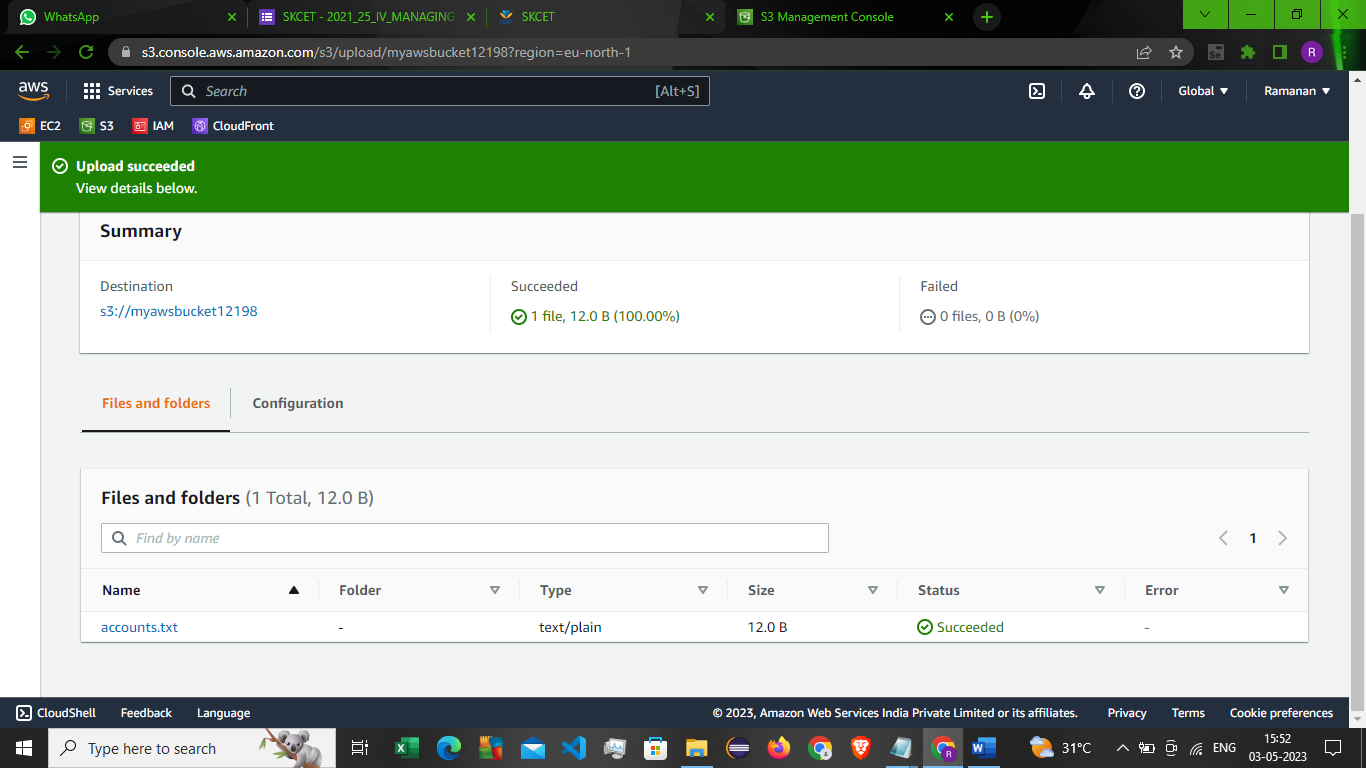 WhatsApp
SKCET - 2021_25_IV_MANAGING
SKCET
S3 Management Console
s3.console.aws.amazon.com/s3/upload/myawsbucket12198?region=eu-north-1
R
aws
Services
Search
[Alt+S]
Global
Ramanan
EC2
S3
IAM
CloudFront
Upload succeeded
View details below.
Summary
Destination
s3://myawsbucket12198
Succeeded
1 file, 12.0 B (100.00%)
Failed
0 files, 0 B (0%)
Files and folders
Configuration
Files and folders (1 Total, 12.0 B)
Find by name
1
Name Folder Type Size Status Error
accounts.txt - text/plain 12.0 B Succeeded -
CloudShell
Feedback
Language
© 2023, Amazon Web Services India Private Limited or its affiliates.
Privacy
Terms
Cookie preferences
Type here to search
31°C
ENG
15:52
03-05-2023